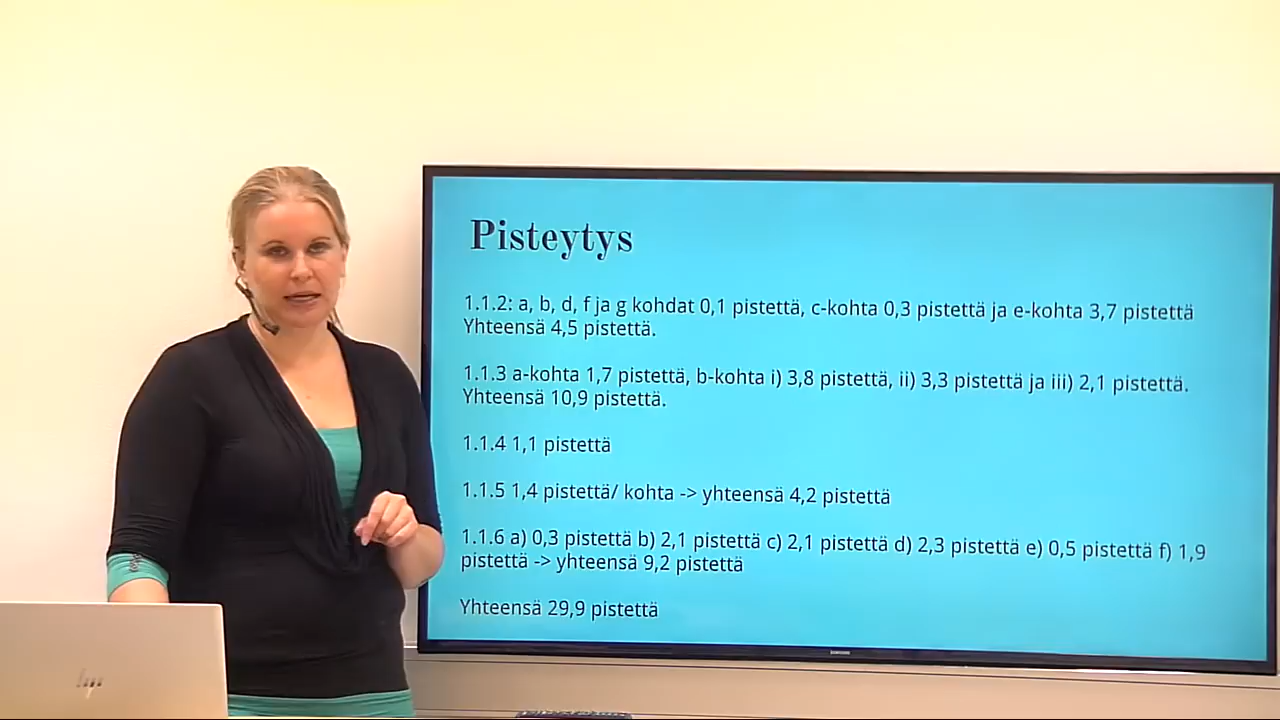 Pisteytys
1.1.2: a, b, d, f ja g kohdat 0,1 pistettä, c-kohta 0,3 pistettä ja e-kohta 3,7 pistettä
Yhteensä 4,5 pistettä.
1.1.3 a-kohta 1,7 pistettä, b-kohta i) 3,8 pistettä, ii) 3,3 pistettä ja iii) 2,1 pistettä.
Yhteensä 10,9 pistettä.
1.1.4 1,1 pistettä
1.1.5 1,4 pistettä/ kohta -> yhteensä 4,2 pistettä
1.1.6 a) 0,3 pistettä b) 2,1 pistettä c) 2,1 pistettä d) 2,3 pistettä e) 0,5 pistettä f) 1,9
pistettä -> yhteensä 9,2 pistettä
Yhteensä 29,9 pistettä
SAMSUNG
hp